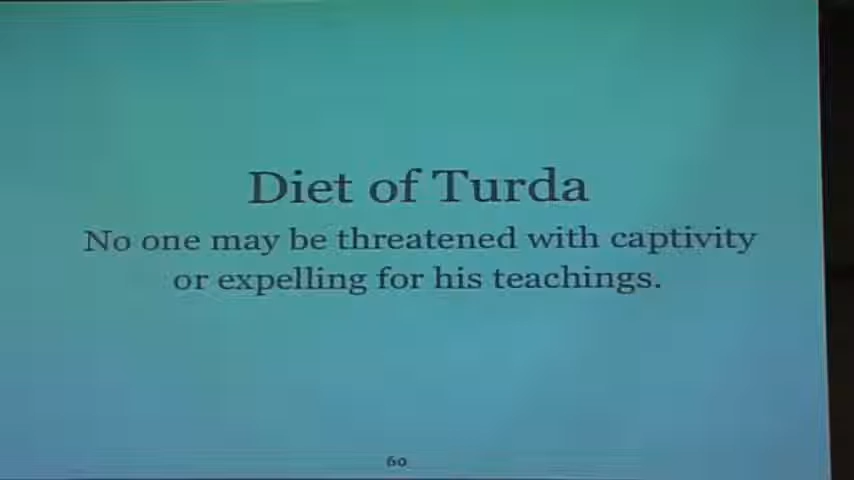 Diet of Turda
No one may be threatened with captivity
or expelling for his teachings.
60